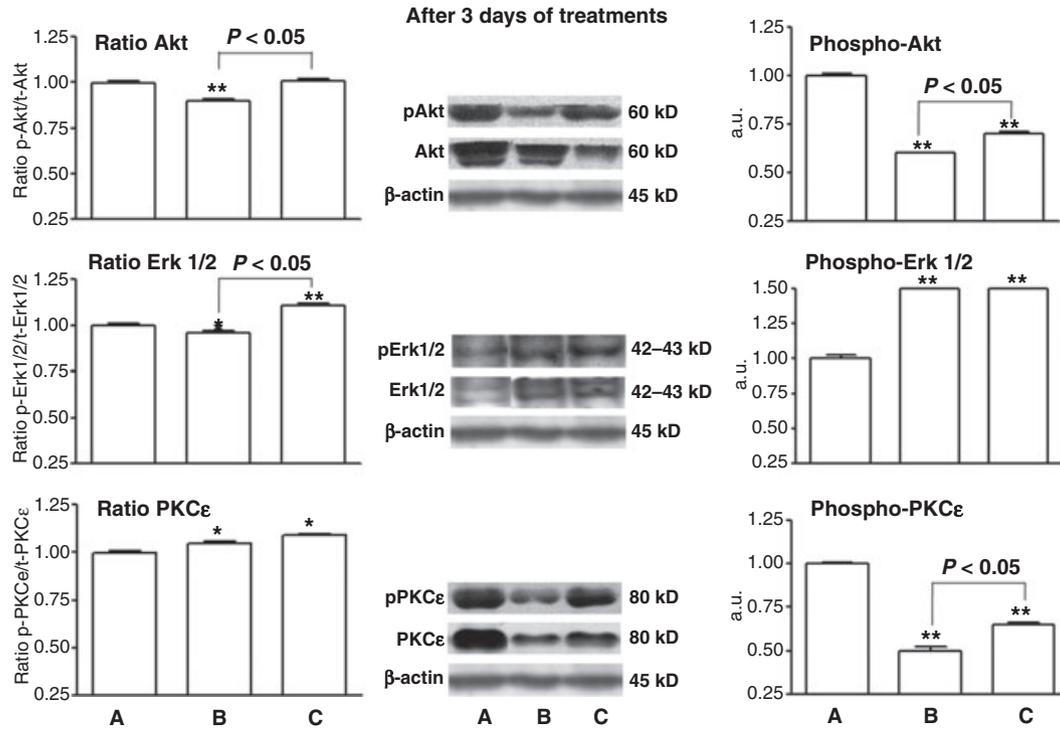 After 3 days of treatments
Ratio Akt
P < 0.05
**
Ratio p-Akt/t-Akt
1.25
1.00
0.75
0.50
0.25
pAkt 60 kD
Akt 60 kD
β-actin 45 kD
Phospho-Akt
P < 0.05
**
**
a.u.
1.25
1.00
0.75
0.50
0.25
Ratio Erk 1/2
P < 0.05
*
**
Ratio p-Erk1/2/t-Erk1/2
1.25
1.00
0.75
0.50
0.25
pErk1/2 42–43 kD
Erk1/2 42–43 kD
β-actin 45 kD
Phospho-Erk 1/2
**
**
a.u.
1.50
1.25
1.00
0.75
0.50
0.25
Ratio PKCε
*
*
Ratio p-PKCe/t-PKCε
1.25
1.00
0.75
0.50
0.25
A B C
pPKCε 80 kD
PKCε 80 kD
β-actin 45 kD
A B C
Phospho-PKCε
P < 0.05
**
**
a.u.
1.25
1.00
0.75
0.50
0.25
A B C